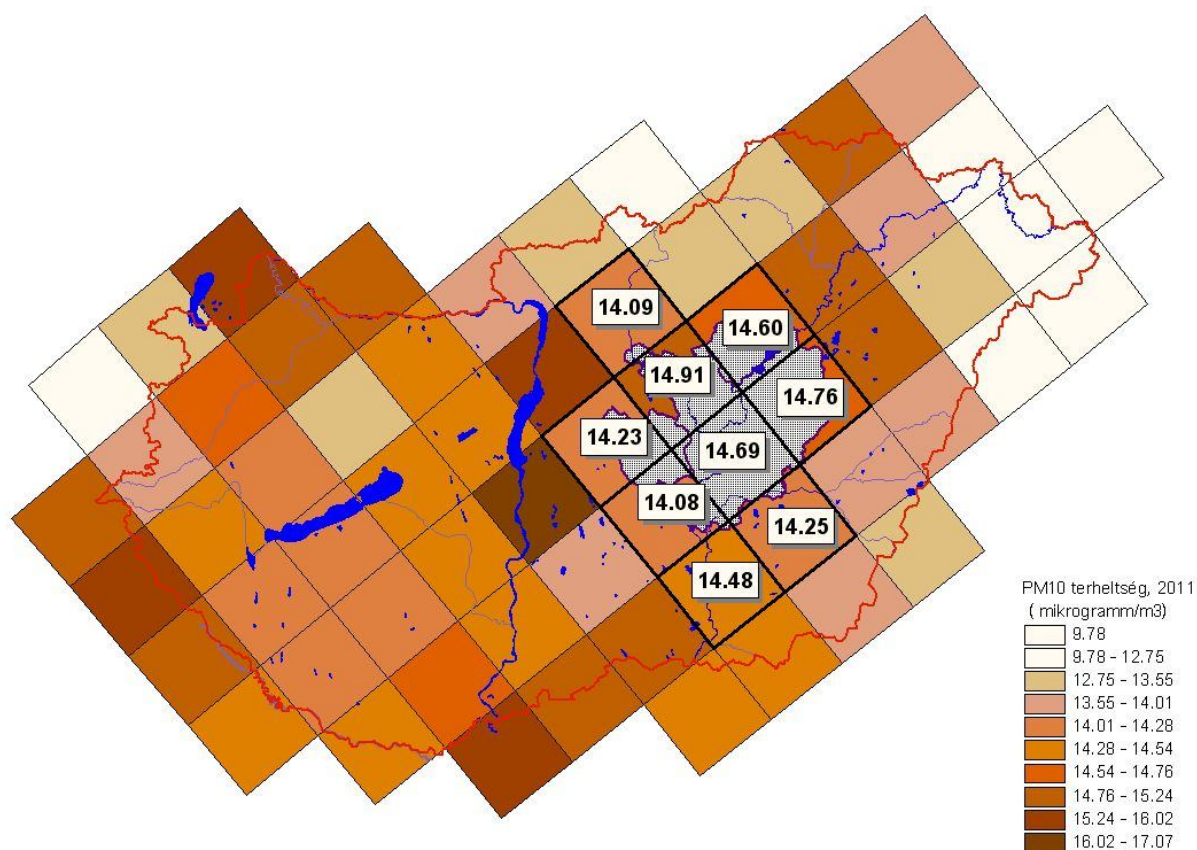 14.09
14.60
14.91
14.76
14.23
14.69
14.08
14.25
14.48
PM10 terheltség, 2011
( mikrogramm/m3)
9.78
9.78 - 12.75
12.75 - 13.55
13.55 - 14.01
14.01 - 14.28
14.28 - 14.54
14.54 - 14.76
14.76 - 15.24
15.24 - 16.02
16.02 - 17.07